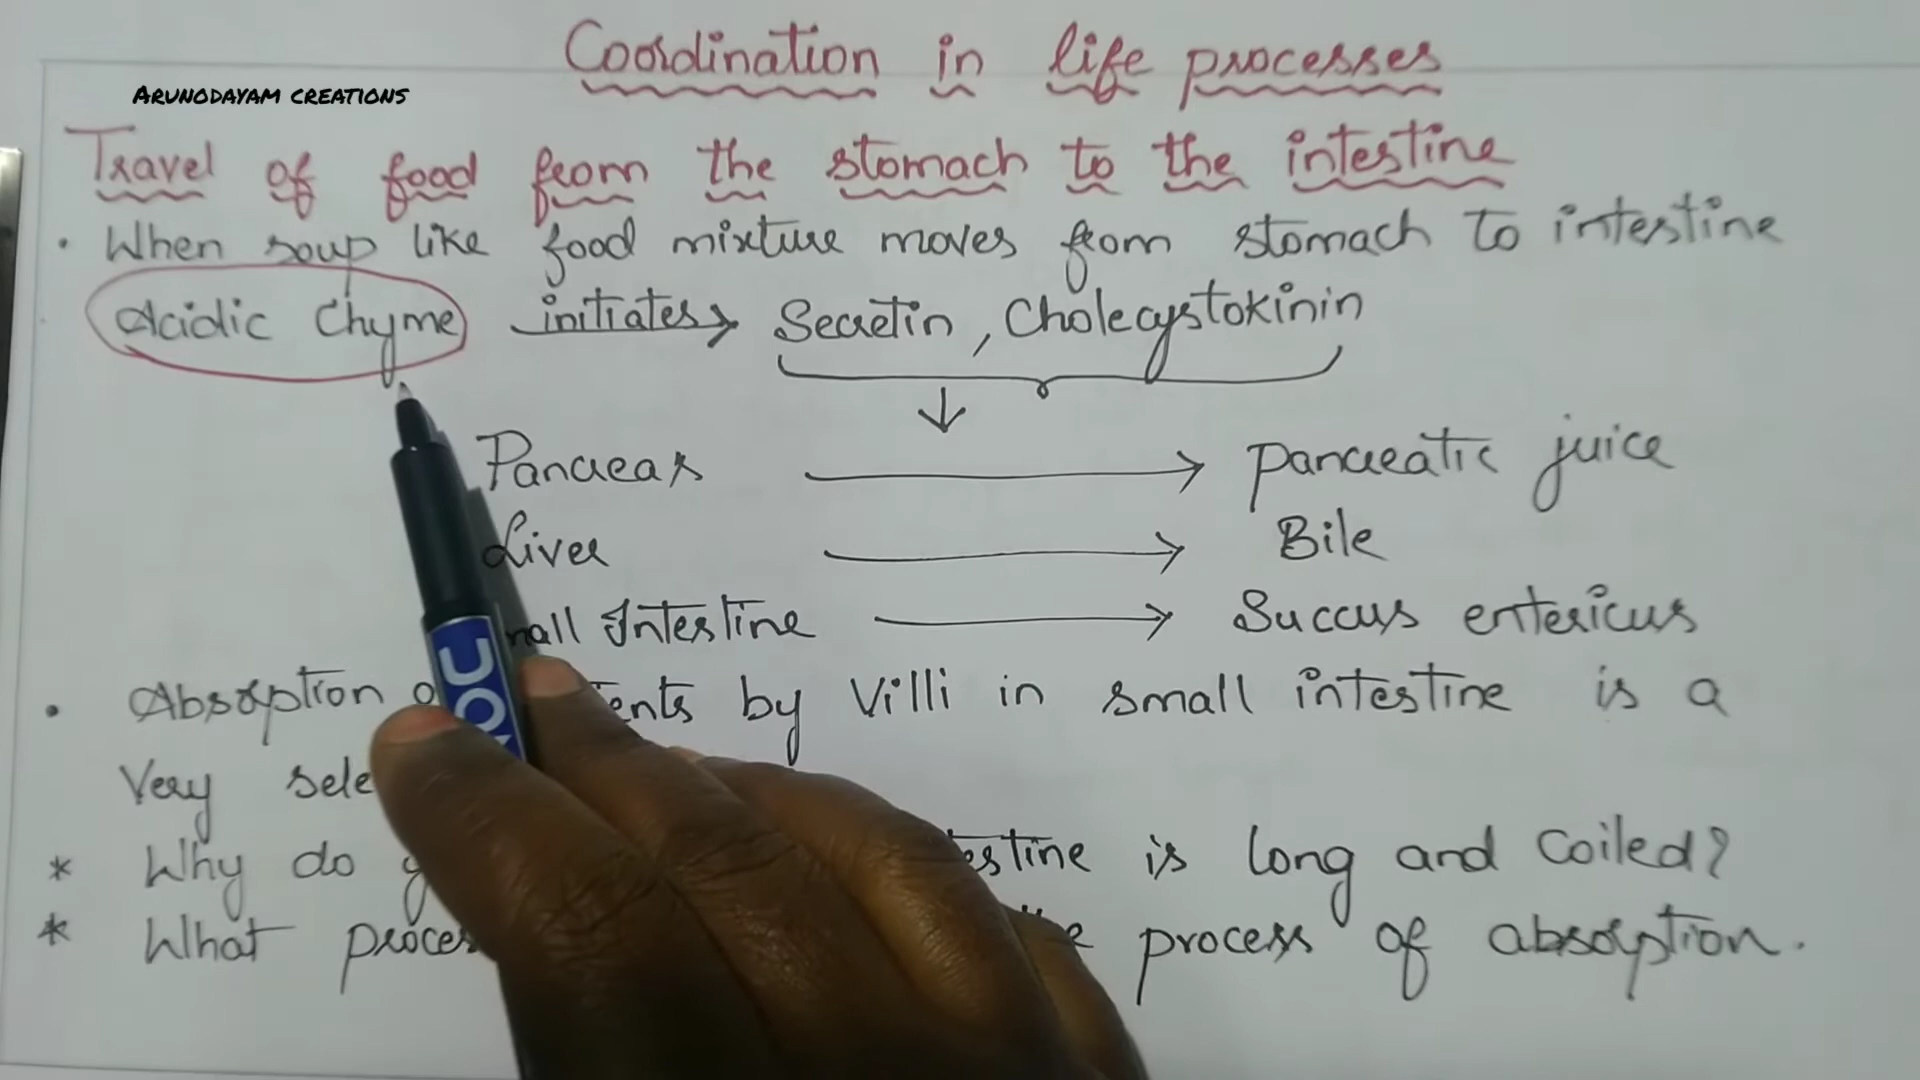 Coordination in life processes
ARUNODAYAM CREATIONS
Travel of food from the stomach to the intestine
• When soup like food mixture moves from stomach to intestine
Acidic Chyme initiates → Secretin, Cholecystokinin
↓
Pancreas → pancreatic juice
Liver → Bile
Intestine → Succus entericus
• Absorption by Villi in small intestine is a
Very
* Why do is long and coiled?
* What process of absorption.